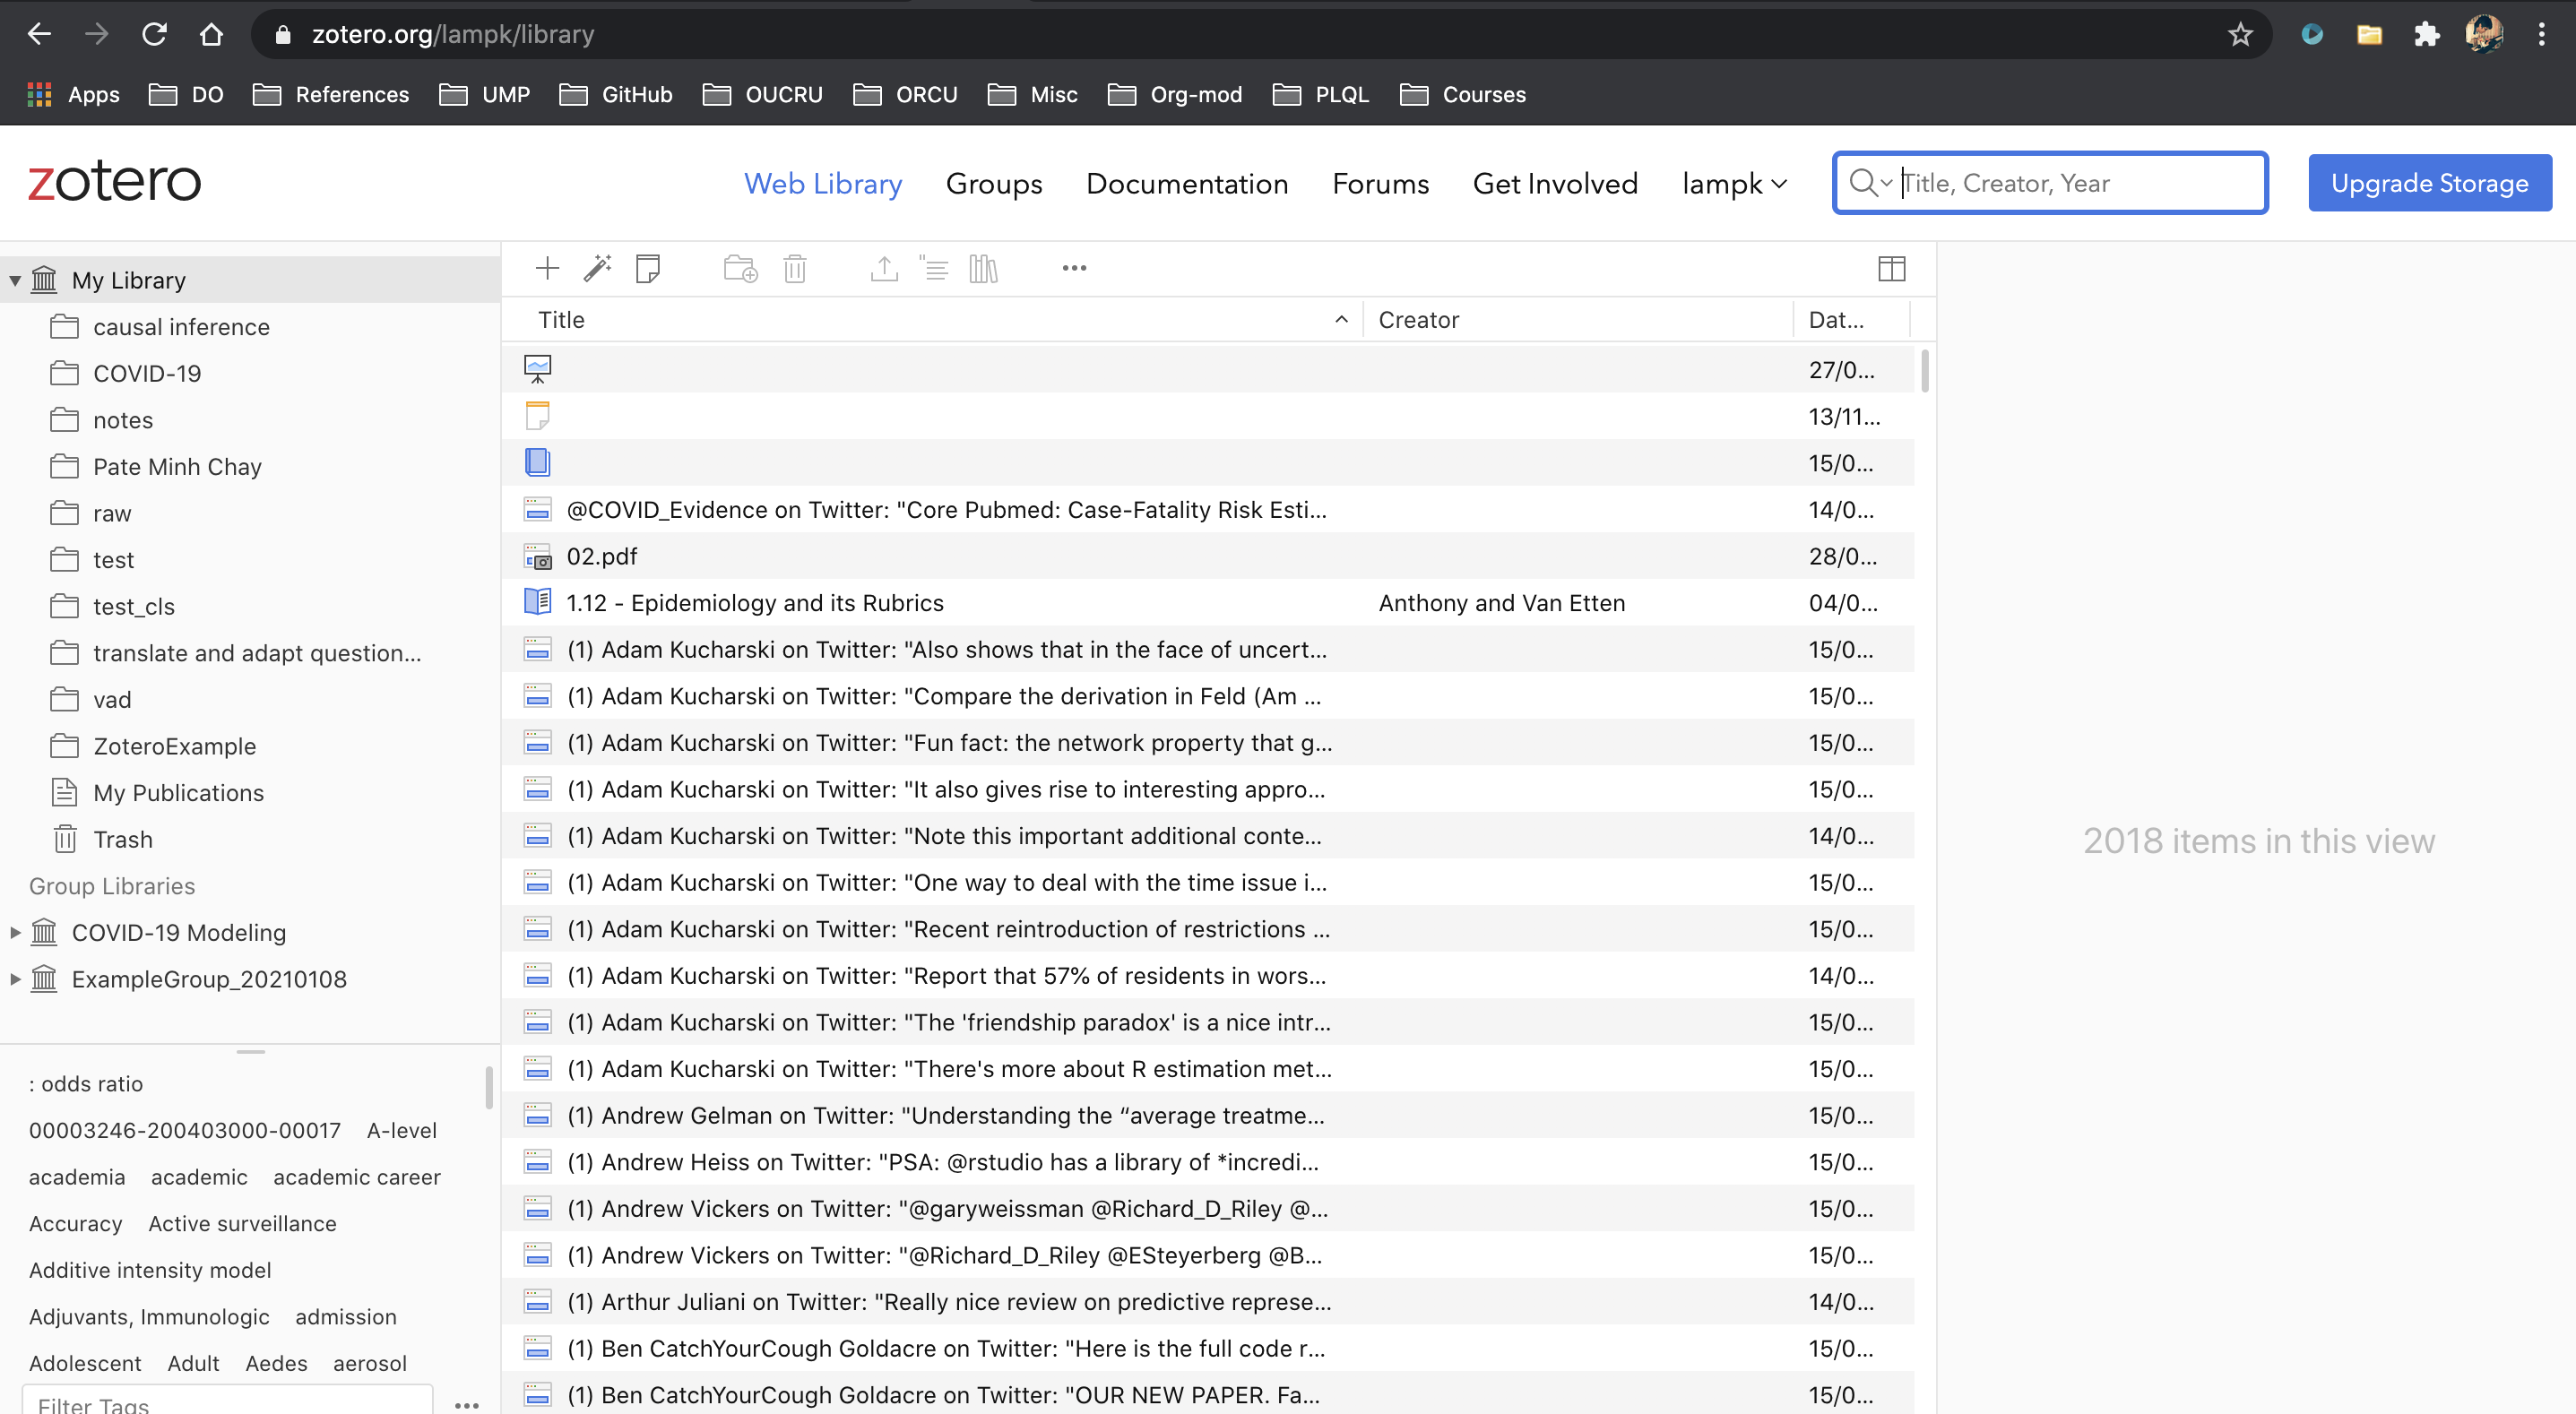 zotero.org/lampk/library
Apps DO References UMP GitHub OUCRU ORCU Misc Org-mod PLQL Courses
zotero Web Library Groups Documentation Forums Get Involved lampk Title, Creator, Year Upgrade Storage
My Library
causal inference
COVID-19
notes
Pate Minh Chay
raw
test
test_cls
translate and adapt question...
vad
ZoteroExample
My Publications
Trash
Group Libraries
COVID-19 Modeling
ExampleGroup_20210108
: odds ratio
00003246-200403000-00017 A-level
academia academic academic career
Accuracy Active surveillance
Additive intensity model
Adjuvants, Immunologic admission
Adolescent Adult Aedes aerosol
Filter Tags
Title Creator Dat...
27/0...
13/11...
15/0...
@COVID_Evidence on Twitter: "Core Pubmed: Case-Fatality Risk Esti... 14/0...
02.pdf 28/0...
1.12 - Epidemiology and its Rubrics Anthony and Van Etten 04/0...
(1) Adam Kucharski on Twitter: "Also shows that in the face of uncert... 15/0...
(1) Adam Kucharski on Twitter: "Compare the derivation in Feld (Am ... 15/0...
(1) Adam Kucharski on Twitter: "Fun fact: the network property that g... 15/0...
(1) Adam Kucharski on Twitter: "It also gives rise to interesting appro... 15/0...
(1) Adam Kucharski on Twitter: "Note this important additional conte... 14/0...
(1) Adam Kucharski on Twitter: "One way to deal with the time issue i... 15/0...
(1) Adam Kucharski on Twitter: "Recent reintroduction of restrictions ... 15/0...
(1) Adam Kucharski on Twitter: "Report that 57% of residents in wors... 14/0...
(1) Adam Kucharski on Twitter: "The 'friendship paradox' is a nice intr... 15/0...
(1) Adam Kucharski on Twitter: "There's more about R estimation met... 15/0...
(1) Andrew Gelman on Twitter: "Understanding the “average treatme... 15/0...
(1) Andrew Heiss on Twitter: "PSA: @rstudio has a library of *incredi... 15/0...
(1) Andrew Vickers on Twitter: "@garyweissman @Richard_D_Riley @... 15/0...
(1) Andrew Vickers on Twitter: "@Richard_D_Riley @ESteyerberg @B... 15/0...
(1) Arthur Juliani on Twitter: "Really nice review on predictive represe... 14/0...
(1) Ben CatchYourCough Goldacre on Twitter: "Here is the full code r... 15/0...
(1) Ben CatchYourCough Goldacre on Twitter: "OUR NEW PAPER. Fa... 15/0...
2018 items in this view